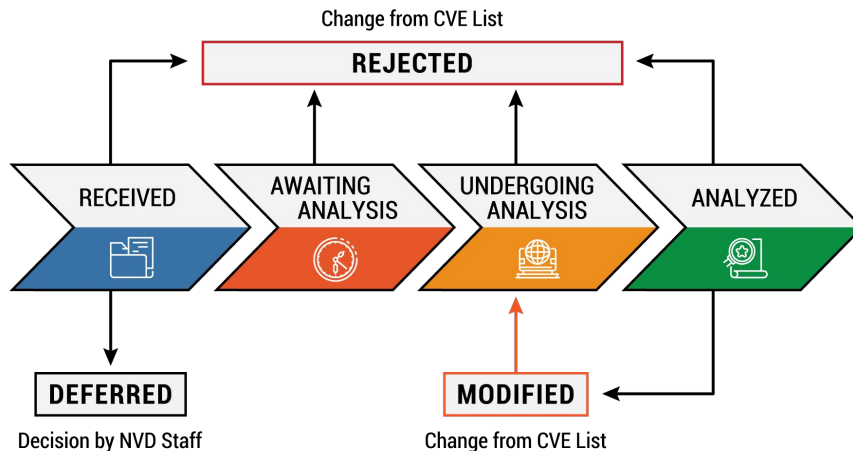 Change from CVE List
REJECTED
RECEIVED
AWAITING
ANALYSIS
UNDERGOING
ANALYSIS
ANALYZED
DEFERRED
MODIFIED
Decision by NVD Staff
Change from CVE List